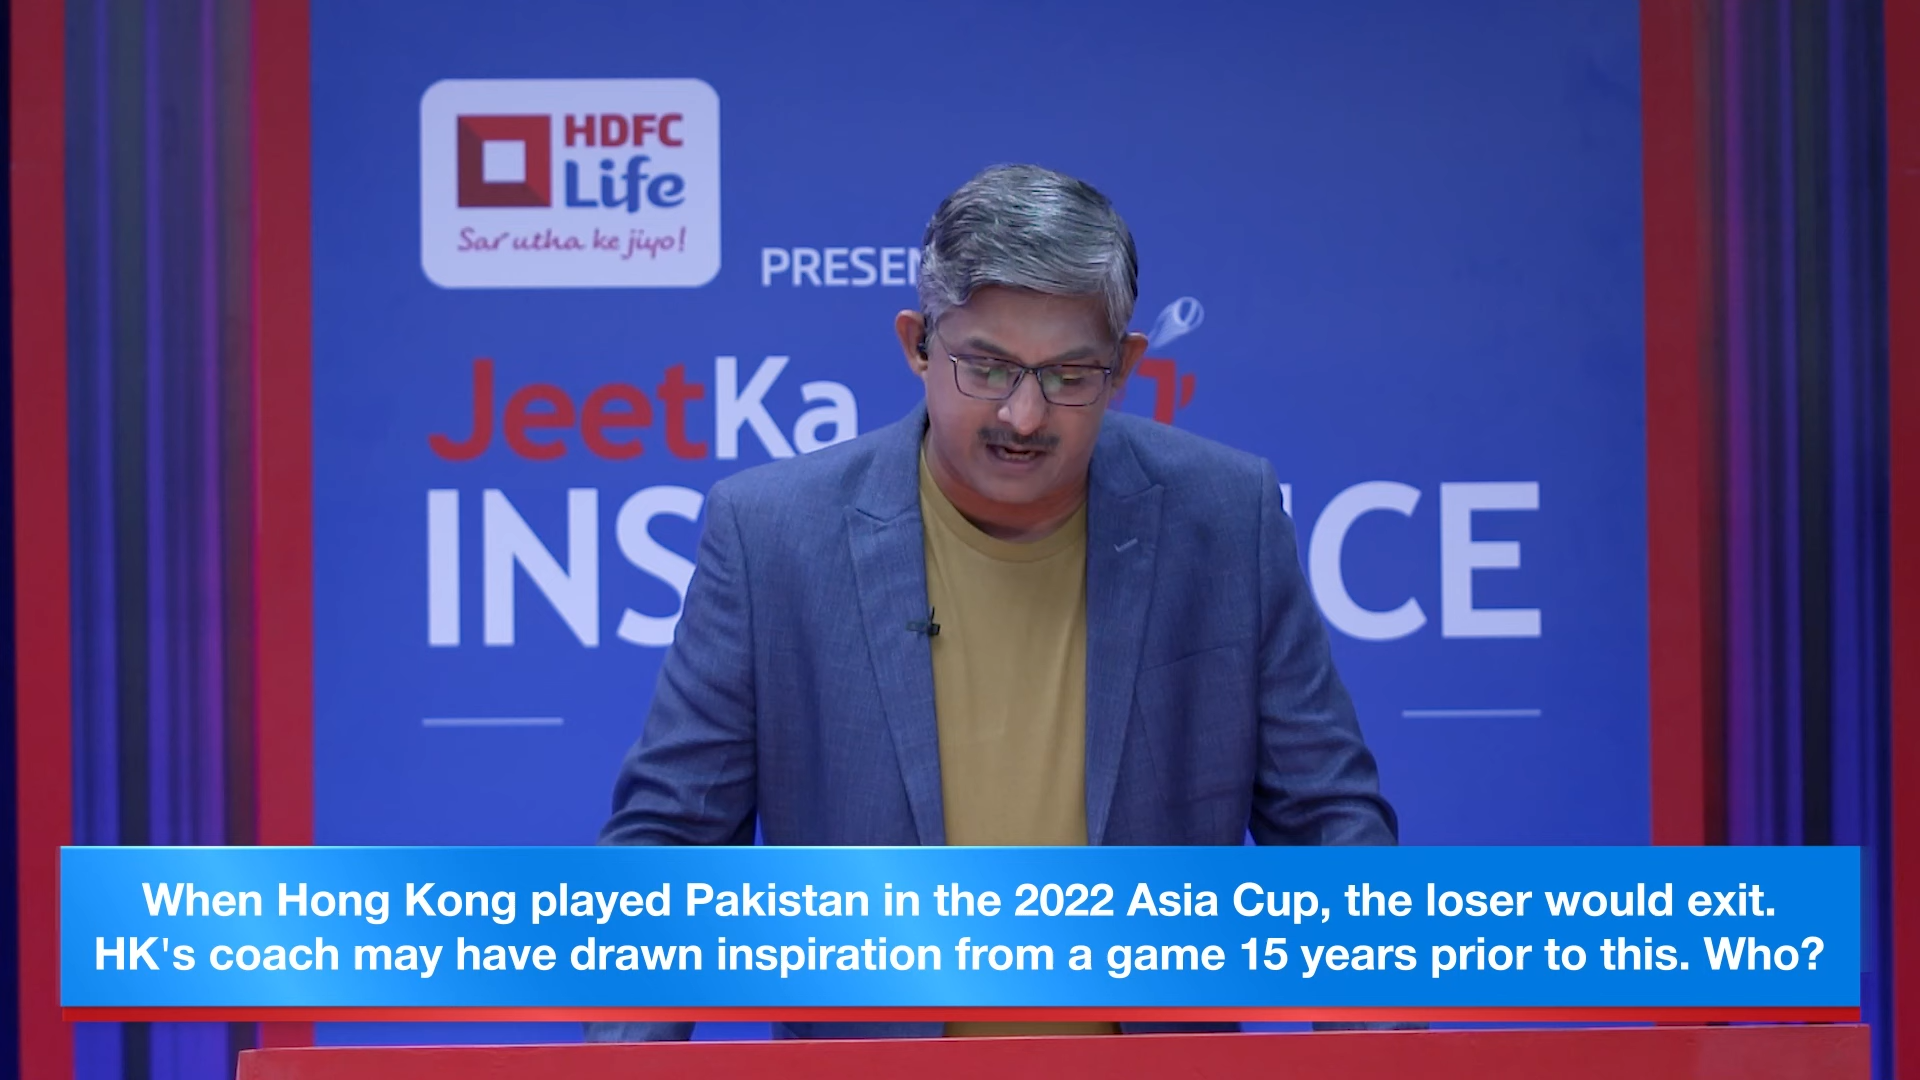 HDFC
Life
Sar utha ke jiyo!
PRESEN
JeetKa
INS CE
When Hong Kong played Pakistan in the 2022 Asia Cup, the loser would exit.
HK's coach may have drawn inspiration from a game 15 years prior to this. Who?